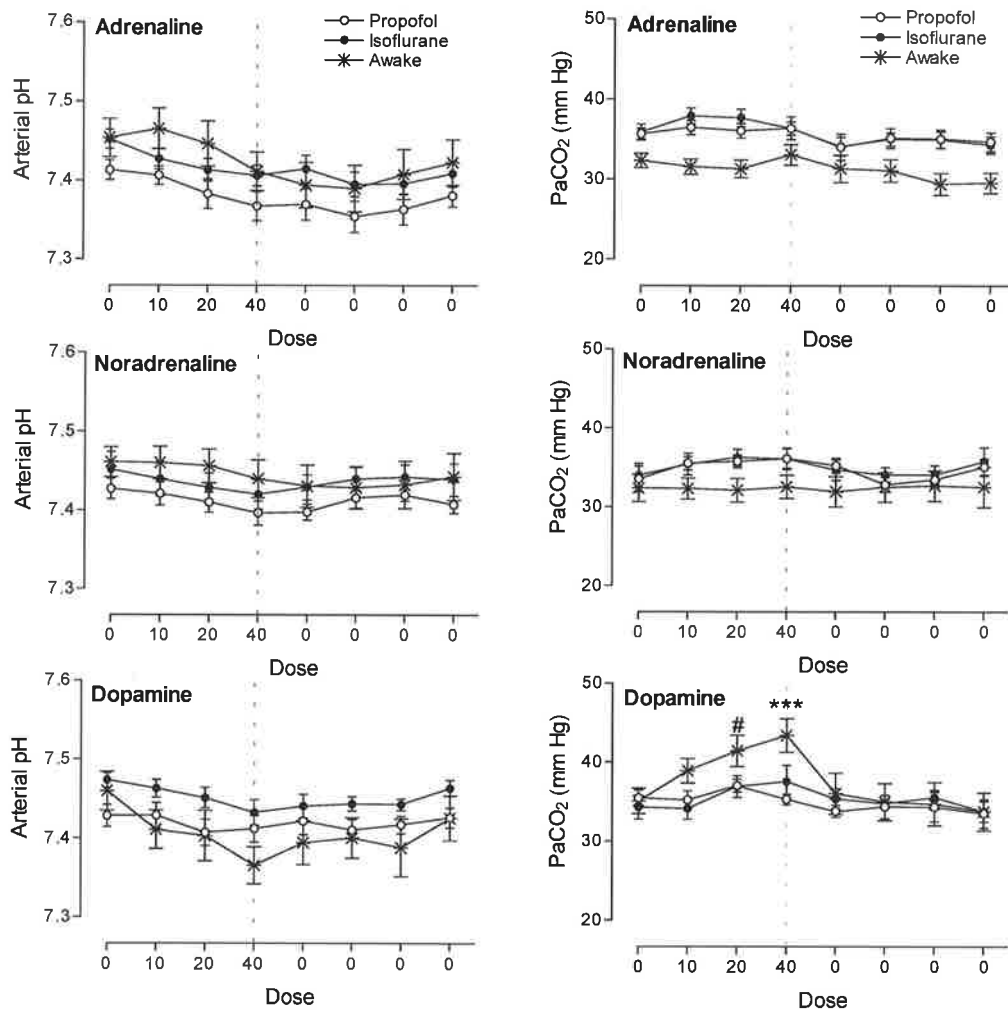 Adrenaline
Propofol
Isoflurane
Awake
Arterial pH
7.6
7.5
7.4
7.3
0 10 20 40 0 0 0 0
Dose
Adrenaline
Propofol
Isoflurane
Awake
PaCO₂ (mm Hg)
50
40
30
20
0 10 20 40 0 0 0 0
Dose
Noradrenaline
Arterial pH
7.6
7.5
7.4
7.3
0 10 20 40 0 0 0 0
Dose
Noradrenaline
PaCO₂ (mm Hg)
50
40
30
20
0 10 20 40 0 0 0 0
Dose
Dopamine
Arterial pH
7.6
7.5
7.4
7.3
0 10 20 40 0 0 0 0
Dose
Dopamine
# ***
PaCO₂ (mm Hg)
50
40
30
20
0 10 20 40 0 0 0 0
Dose